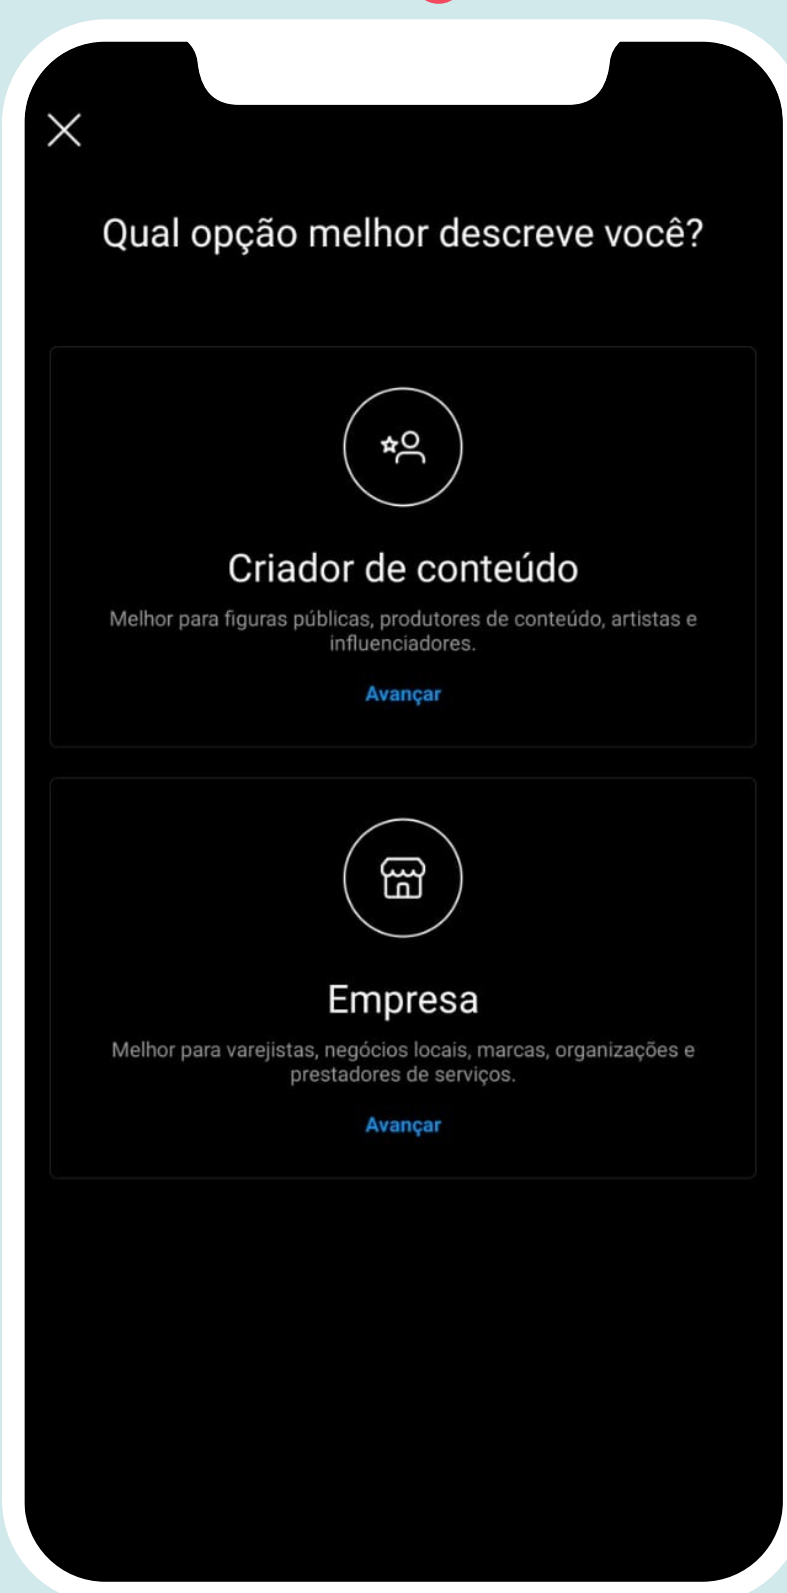 Qual opção melhor descreve você?
Criador de conteúdo
Melhor para figuras públicas, produtores de conteúdo, artistas e
influenciadores.
Avançar
Empresa
Melhor para varejistas, negócios locais, marcas, organizações e
prestadores de serviços.
Avançar